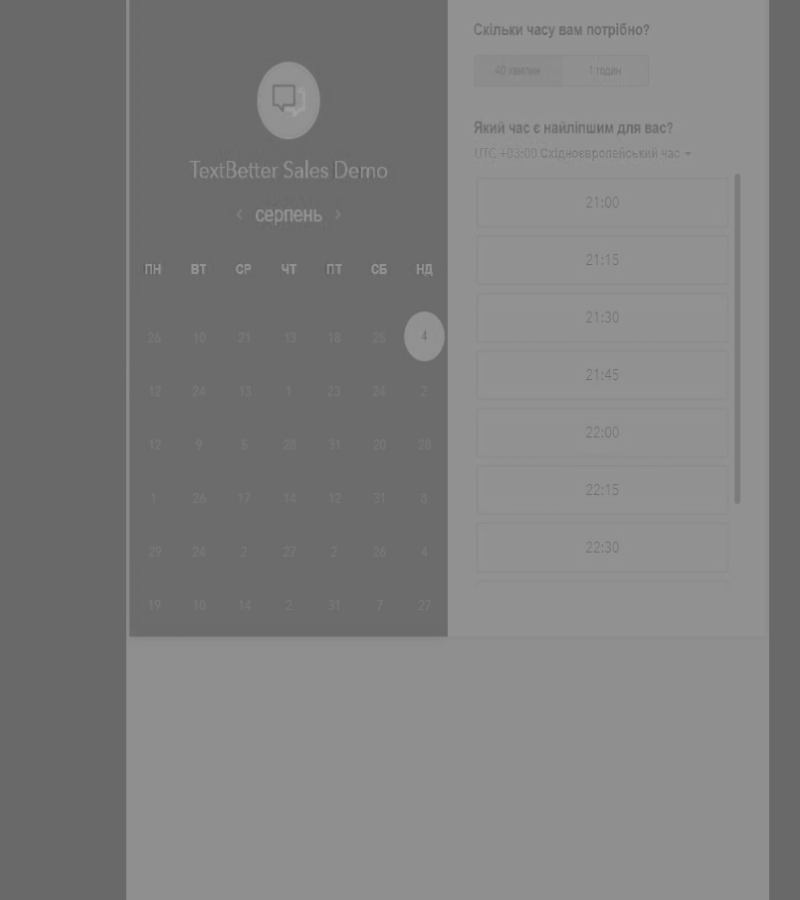 TextBetter Sales Demo
серпень
ПН ВТ СР ЧТ ПТ СБ НД
26 10 21 13 18 25 4
12 24 13 1 23 24 2
12 9 5 28 31 20 28
1 26 17 14 12 31 8
29 24 2 27 2 26 4
19 10 14 2 31 7 27
Скільки часу вам потрібно?
40 хвилин 1 годин
Який час є найліпшим для вас?
UTC +03:00 Східноєвропейський час
21:00
21:15
21:30
21:45
22:00
22:15
22:30